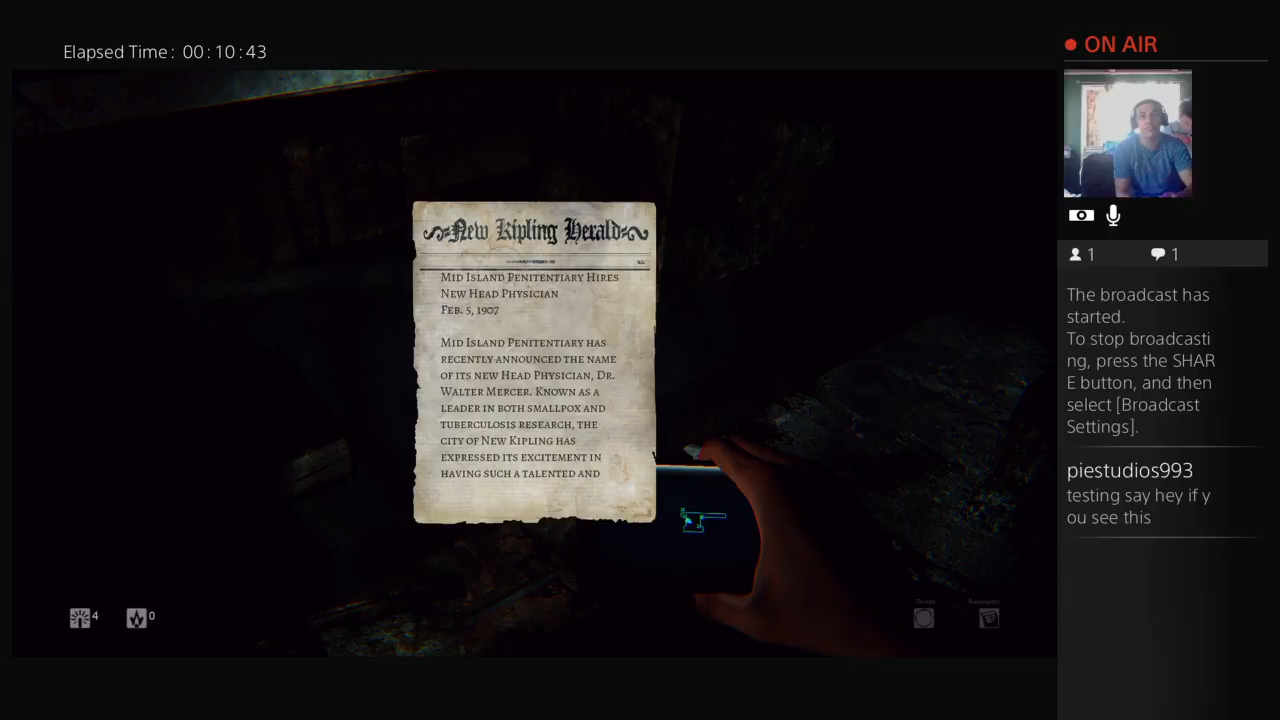 Elapsed Time: 00:10:43
ON AIR
New Kipling Herald
Mid Island Penitentiary Hires
New Head Physician
Feb. 5, 1907
Mid Island Penitentiary has
recently announced the name
of its new Head Physician, Dr.
Walter Mercer. Known as a
leader in both smallpox and
tuberculosis research, the
city of New Kipling has
expressed its excitement in
having such a talented and
4
0
Threat
Remnants:
1
1
The broadcast has
started.
To stop broadcasti
ng, press the SHAR
E button, and then
select [Broadcast
Settings].
piestudios993
testing say hey if y
ou see this